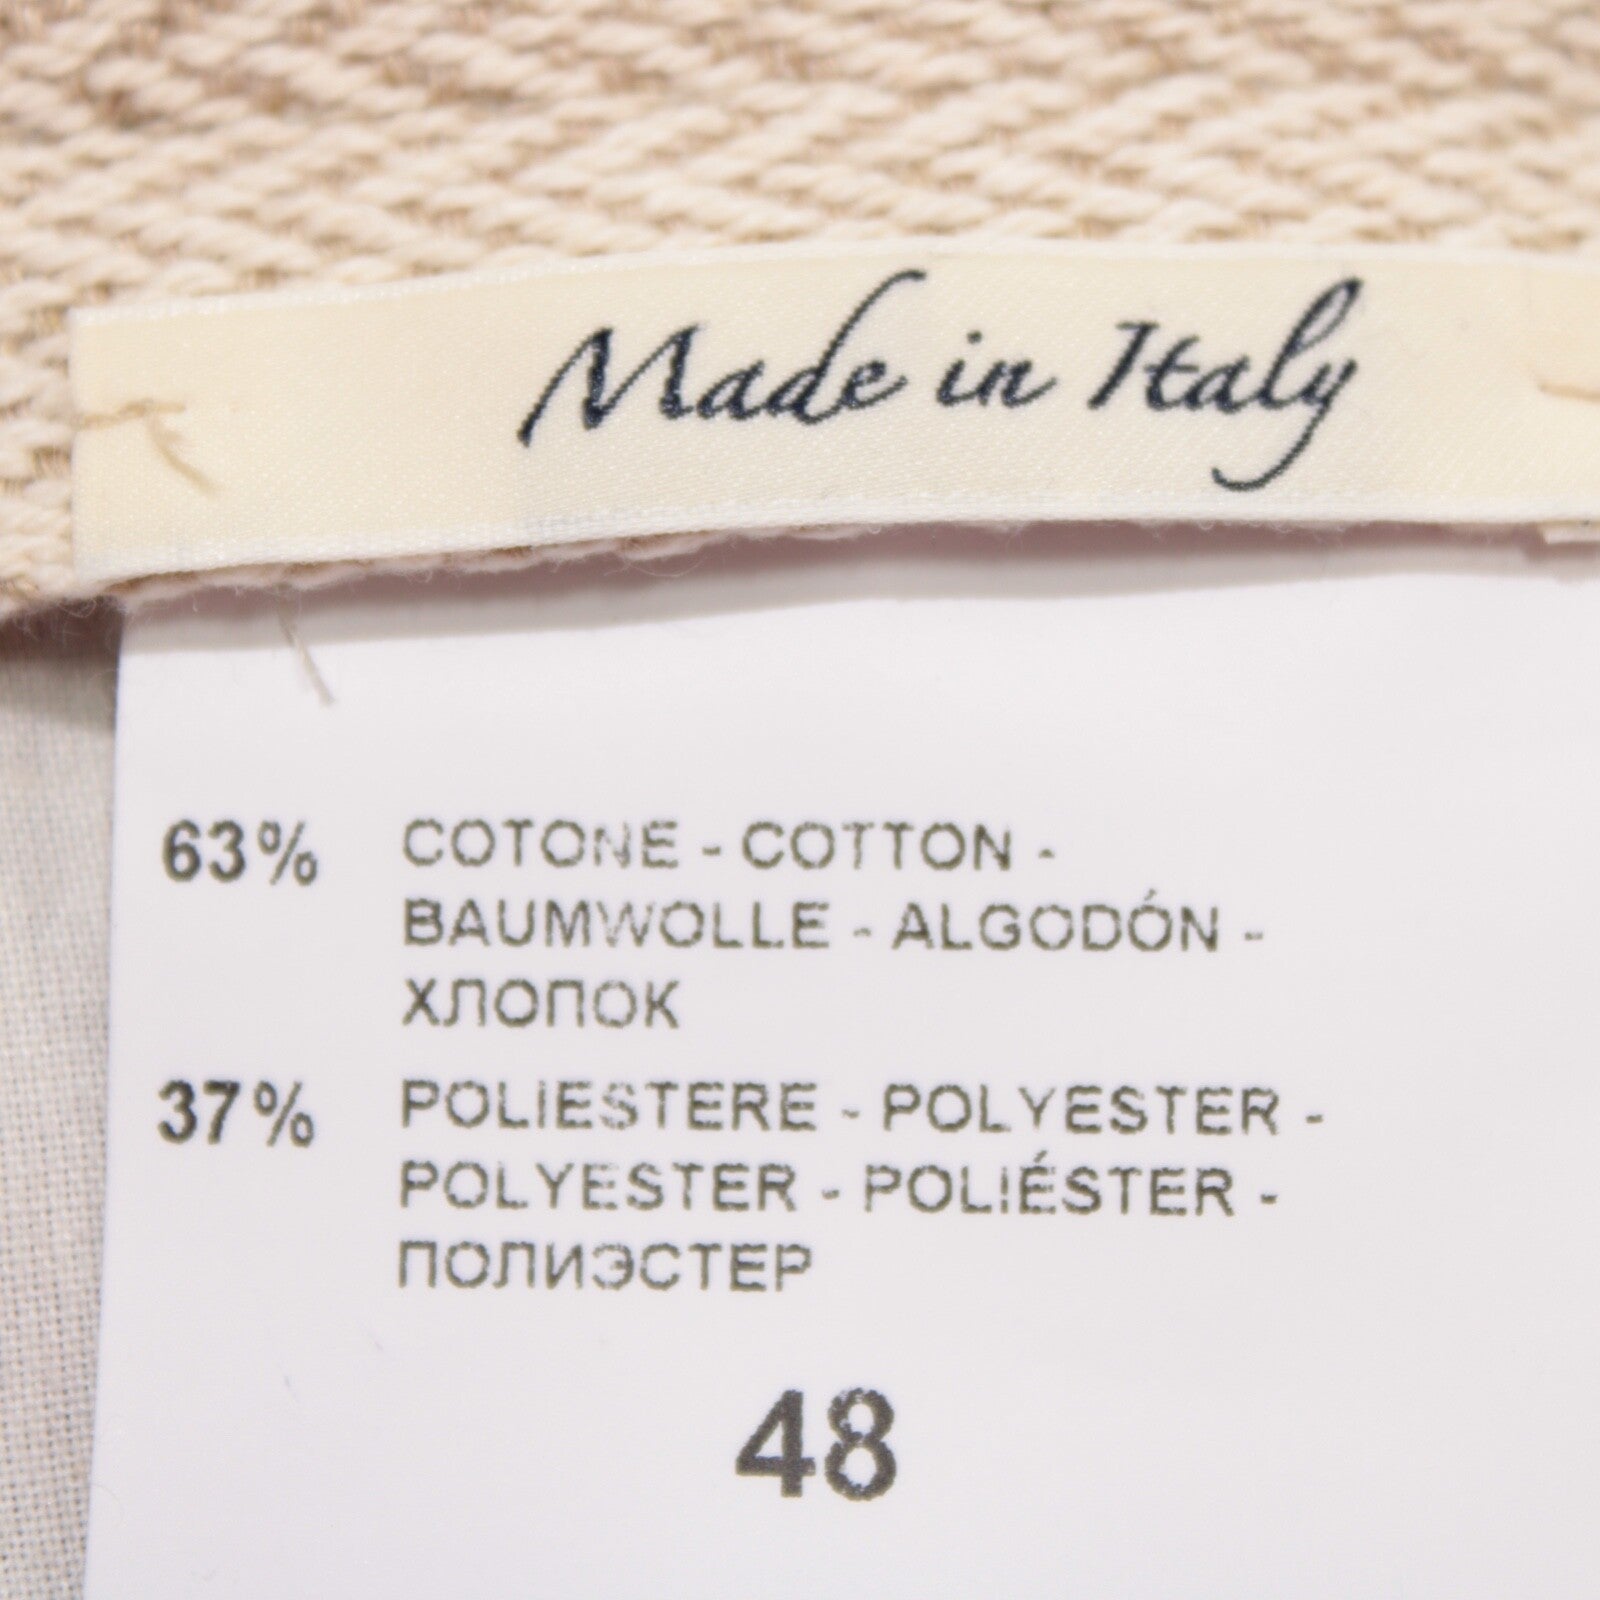 Made in Italy
63% COTONE - COTTON -
BAUMWOLLE - ALGODÓN -
ХЛОПОК
37% POLIESTERE - POLYESTER -
POLYESTER - POLIÉSTER -
ПОЛИЭСТЕР
48